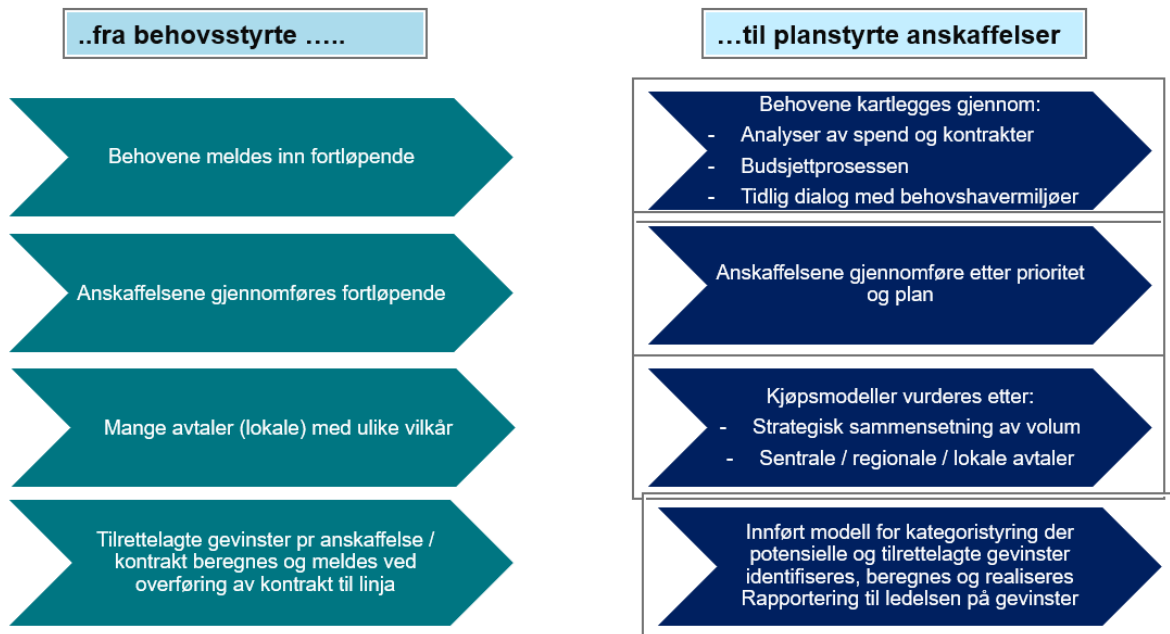 ..fra behovsstyrte …..
…til planstyrte anskaffelser
Behovene meldes inn fortløpende
Behovene kartlegges gjennom:
- Analyser av spend og kontrakter
- Budsjettprosessen
- Tidlig dialog med behovshavermiljøer
Anskaffelsene gjennomføres fortløpende
Anskaffelsene gjennomføre etter prioritet
og plan
Mange avtaler (lokale) med ulike vilkår
Kjøpsmodeller vurderes etter:
- Strategisk sammensetning av volum
- Sentrale / regionale / lokale avtaler
Tilrettelagte gevinster pr anskaffelse /
kontrakt beregnes og meldes ved
overføring av kontrakt til linja
Innført modell for kategoristyring der
potensielle og tilrettelagte gevinster
identifiseres, beregnes og realiseres
Rapportering til ledelsen på gevinster